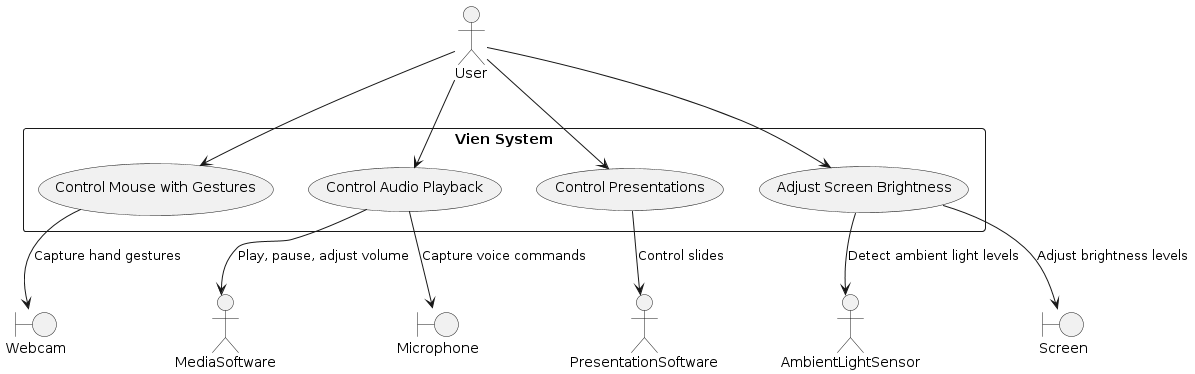 User
Vien System
Control Mouse with Gestures
Control Audio Playback
Control Presentations
Adjust Screen Brightness
Capture hand gestures
Play, pause, adjust volume
Capture voice commands
Control slides
Detect ambient light levels
Adjust brightness levels
Webcam
MediaSoftware
Microphone
PresentationSoftware
AmbientLightSensor
Screen